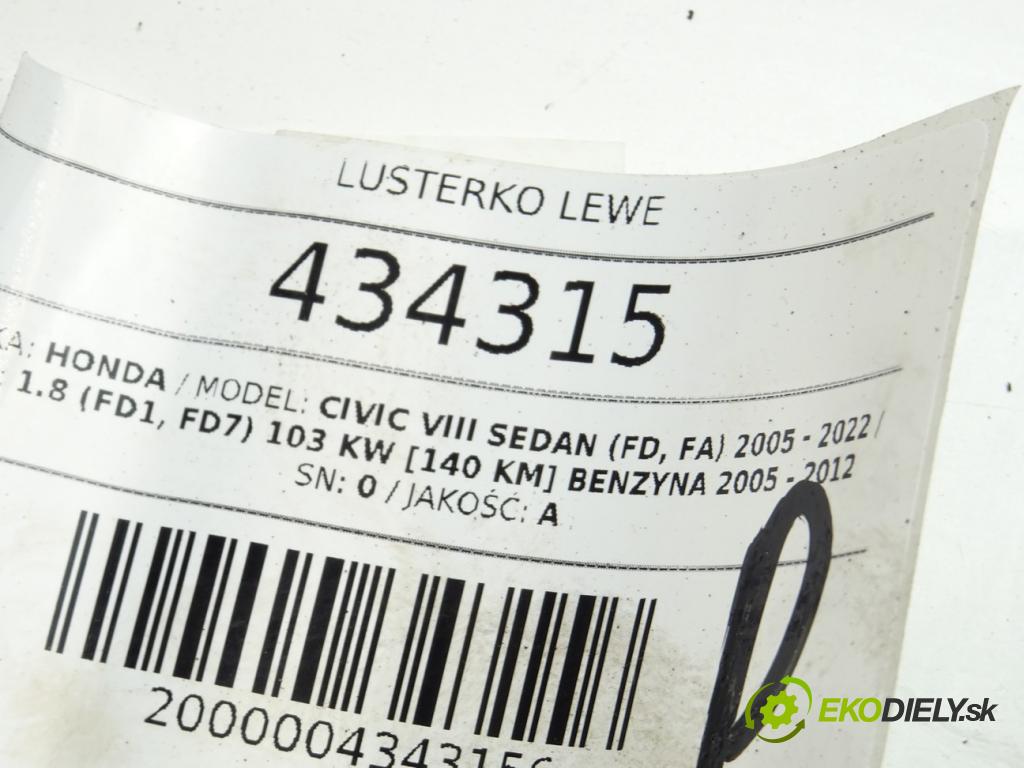 LUSTERKO LEWE
434315
HONDA / MODEL: CIVIC VIII SEDAN (FD, FA) 2005 - 2022 /
1.8 (FD1, FD7) 103 KW [140 KM] BENZYNA 2005 - 2012
SN: 0 / JAKOŚĆ: A
2000004343156
EKODIELY.sk